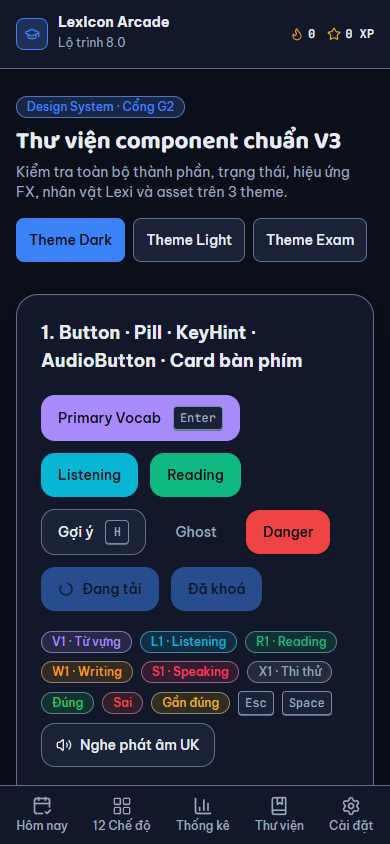 Lexicon Arcade
Lộ trình 8.0
0
0 XP
Design System · Cổng G2
Thư viện component chuẩn V3
Kiểm tra toàn bộ thành phần, trạng thái, hiệu ứng
FX, nhân vật Lexi và asset trên 3 theme.
Theme Dark
Theme Light
Theme Exam
1. Button · Pill · KeyHint ·
AudioButton · Card bàn phím
Primary Vocab Enter
Listening
Reading
Gợi ý H
Ghost
Danger
Đang tải
Đã khoá
V1 · Từ vựng
L1 · Listening
R1 · Reading
W1 · Writing
S1 · Speaking
X1 · Thi thử
Đúng
Sai
Gần đúng
Esc
Space
Nghe phát âm UK
Hôm nay
12 Chế độ
Thống kê
Thư viện
Cài đặt